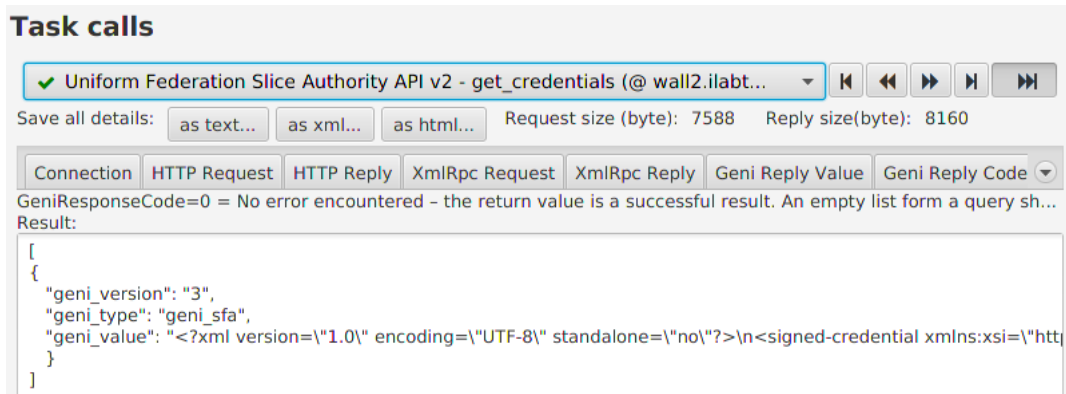 Task calls
Uniform Federation Slice Authority API v2 - get_credentials (@ wall2.ilabt...
Save all details: as text... as xml... as html... Request size (byte): 7588 Reply size(byte): 8160
Connection HTTP Request HTTP Reply XmlRpc Request XmlRpc Reply Geni Reply Value Geni Reply Code
GeniResponseCode=0 = No error encountered – the return value is a successful result. An empty list form a query sh...
Result:
[
{
"geni_version": "3",
"geni_type": "geni_sfa",
"geni_value": "<?xml version=\"1.0\" encoding=\"UTF-8\" standalone=\"no\"?>\n<signed-credential xmlns:xsi=\"http
}
]